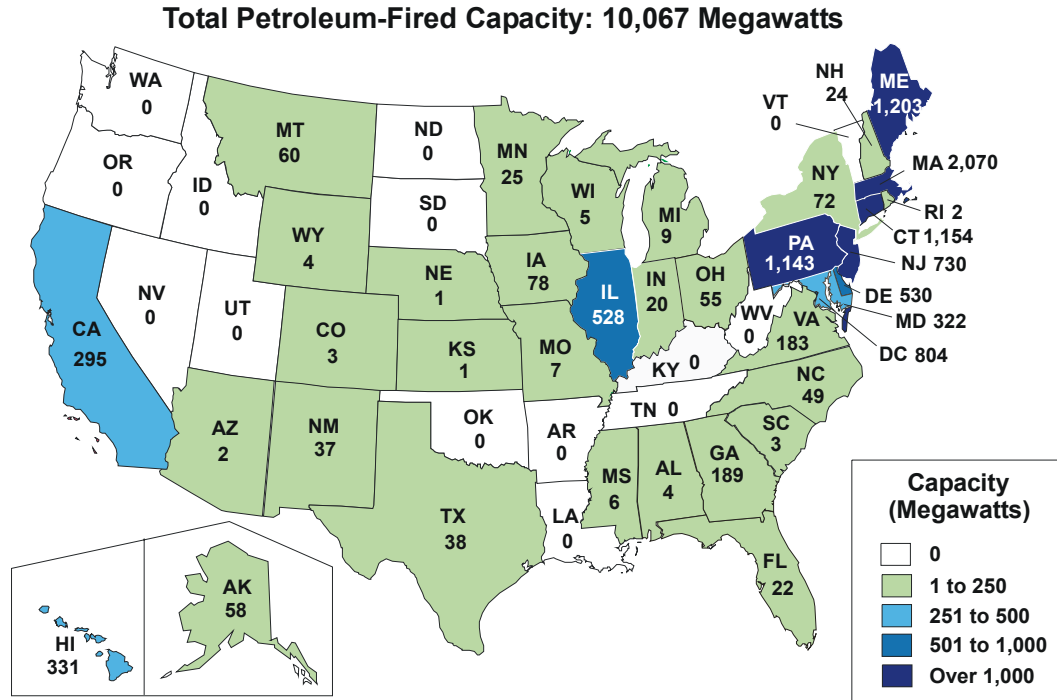 Total Petroleum-Fired Capacity: 10,067 Megawatts
WA
0
OR
0
ID
0
MT
60
ND
0
SD
0
MN
25
WI
5
MI
9
VT
0
NH
24
ME
1,203
NY
72
MA 2,070
RI 2
CT 1,154
PA
1,143
NJ 730
DE 530
MD 322
DC 804
WY
4
NE
1
IA
78
IL
528
IN
20
OH
55
WV
0
VA
183
NV
0
UT
0
CA
295
CO
3
KS
1
MO
7
KY 0
NC
49
TN 0
SC
3
AZ
2
NM
37
OK
0
AR
0
MS
6
AL
4
GA
189
TX
38
LA
0
FL
22
AK
58
HI
331
Capacity
(Megawatts)
0
1 to 250
251 to 500
501 to 1,000
Over 1,000